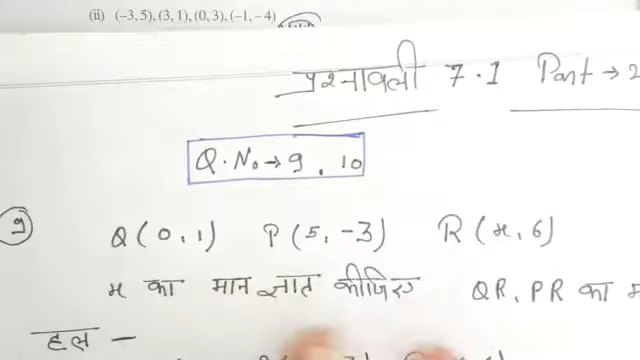 (ii) (−3, 5), (3, 1), (0, 3), (−1, −4)
प्रश्नावली 7.1 Part → 2
Q. No → 9, 10
9 Q(0, 1) P(5, -3) R(x, 6)
x का मान ज्ञात कीजिए QR, PR का
हल —